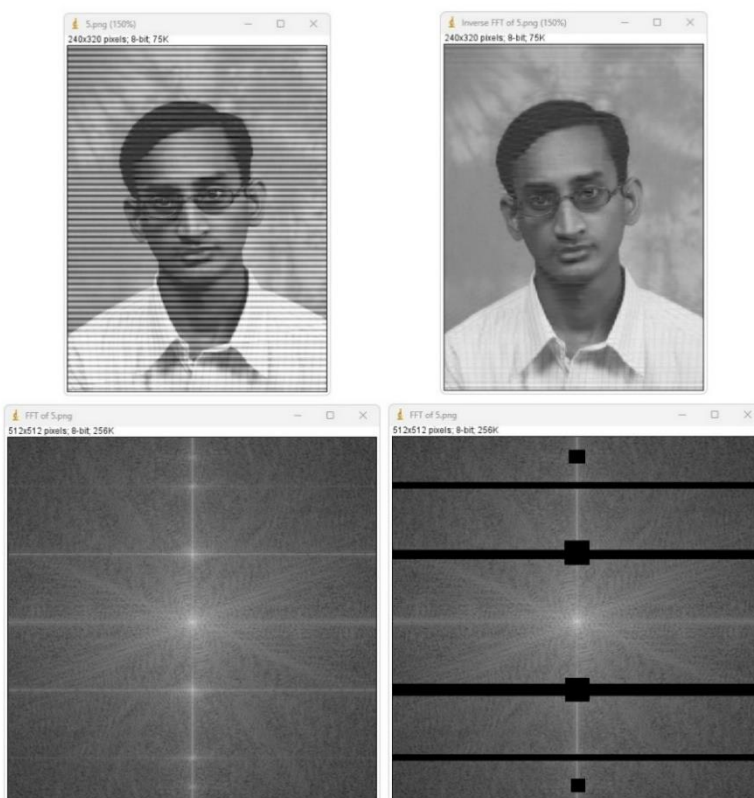 5.png (150%)
240x320 pixels; 8-bit; 75K
Inverse FFT of 5.png (150%)
240x320 pixels; 8-bit; 75K
FFT of 5.png
512x512 pixels; 8-bit; 256K
FFT of 5.png
512x512 pixels; 8-bit; 256K